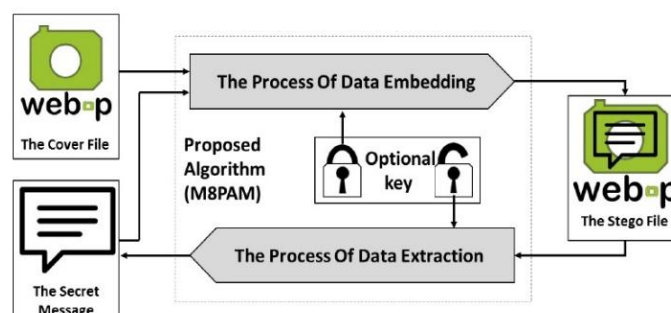 web p
The Cover File
The Process Of Data Embedding
Proposed
Algorithm
(M8PAM)
Optional
key
web p
The Stego File
The Process Of Data Extraction
The Secret
Message